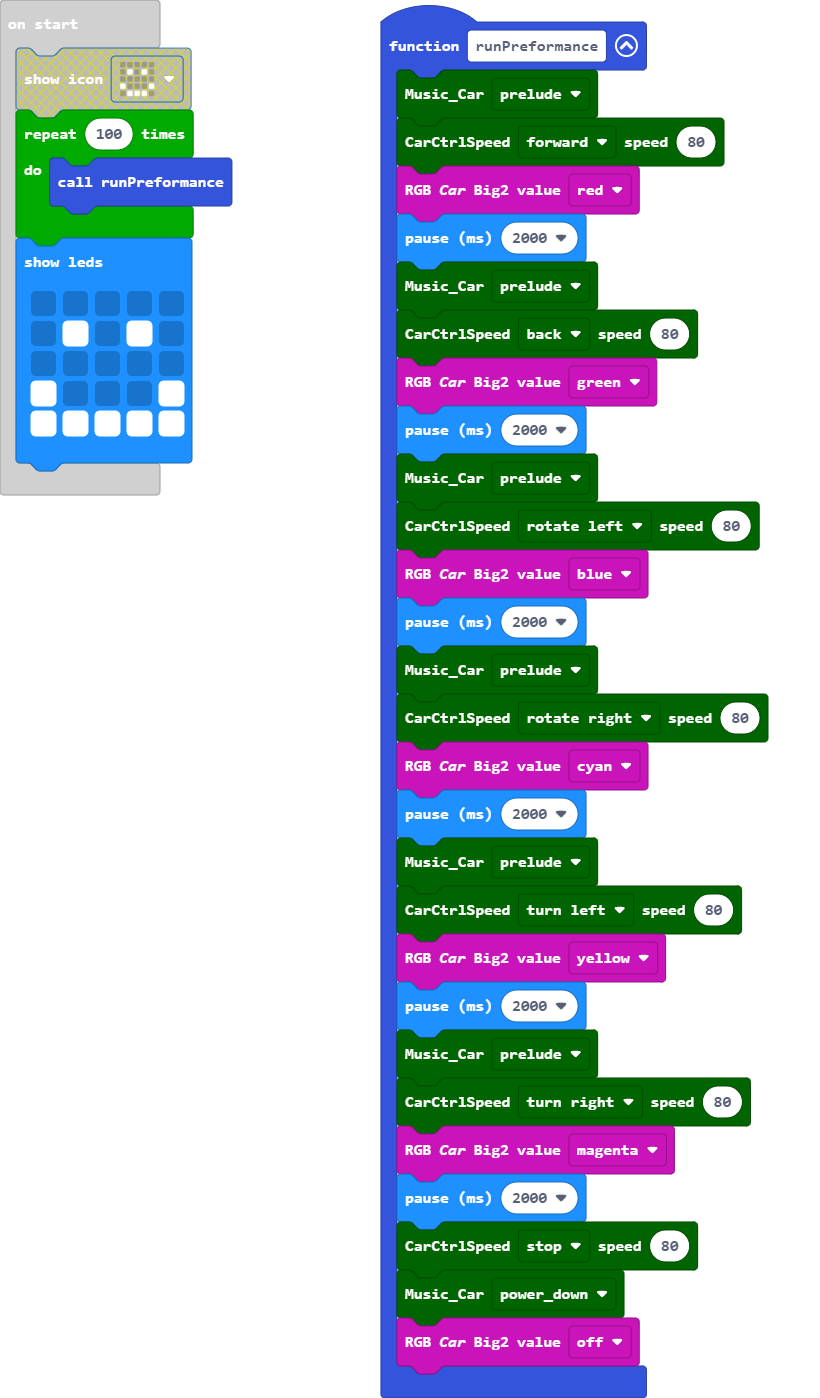 on start
show icon
repeat 100 times
do
call runPreformance
show leds
function runPreformance
Music_Car prelude
CarCtrlSpeed forward speed 80
RGB Car Big2 value red
pause (ms) 2000
Music_Car prelude
CarCtrlSpeed back speed 80
RGB Car Big2 value green
pause (ms) 2000
Music_Car prelude
CarCtrlSpeed rotate left speed 80
RGB Car Big2 value blue
pause (ms) 2000
Music_Car prelude
CarCtrlSpeed rotate right speed 80
RGB Car Big2 value cyan
pause (ms) 2000
Music_Car prelude
CarCtrlSpeed turn left speed 80
RGB Car Big2 value yellow
pause (ms) 2000
Music_Car prelude
CarCtrlSpeed turn right speed 80
RGB Car Big2 value magenta
pause (ms) 2000
CarCtrlSpeed stop speed 80
Music_Car power_down
RGB Car Big2 value off